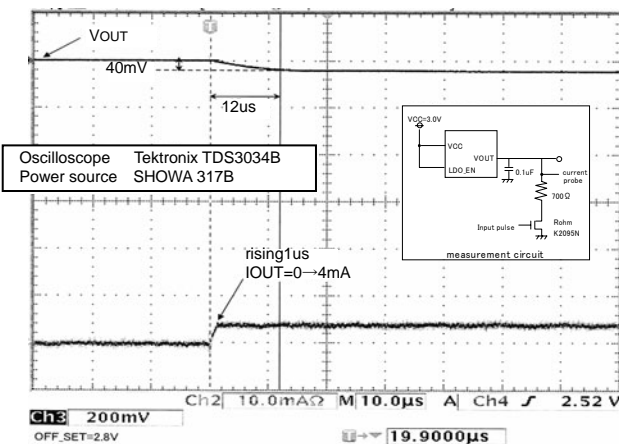 VOUT
40mV
12us
Oscilloscope Tektronix TDS3034B
Power source SHOWA 317B
VCC=3.0V
VCC
VOUT
LDO_EN
0.1uF
current
probe
700Ω
Input pulse
Rohm
K2095N
measurement circuit
rising1us
IOUT=0→4mA
Ch2 10.0mAΩ M 10.0µs A Ch4 2.52 V
Ch3 200mV
OFF_SET=2.8V
19.9000µs